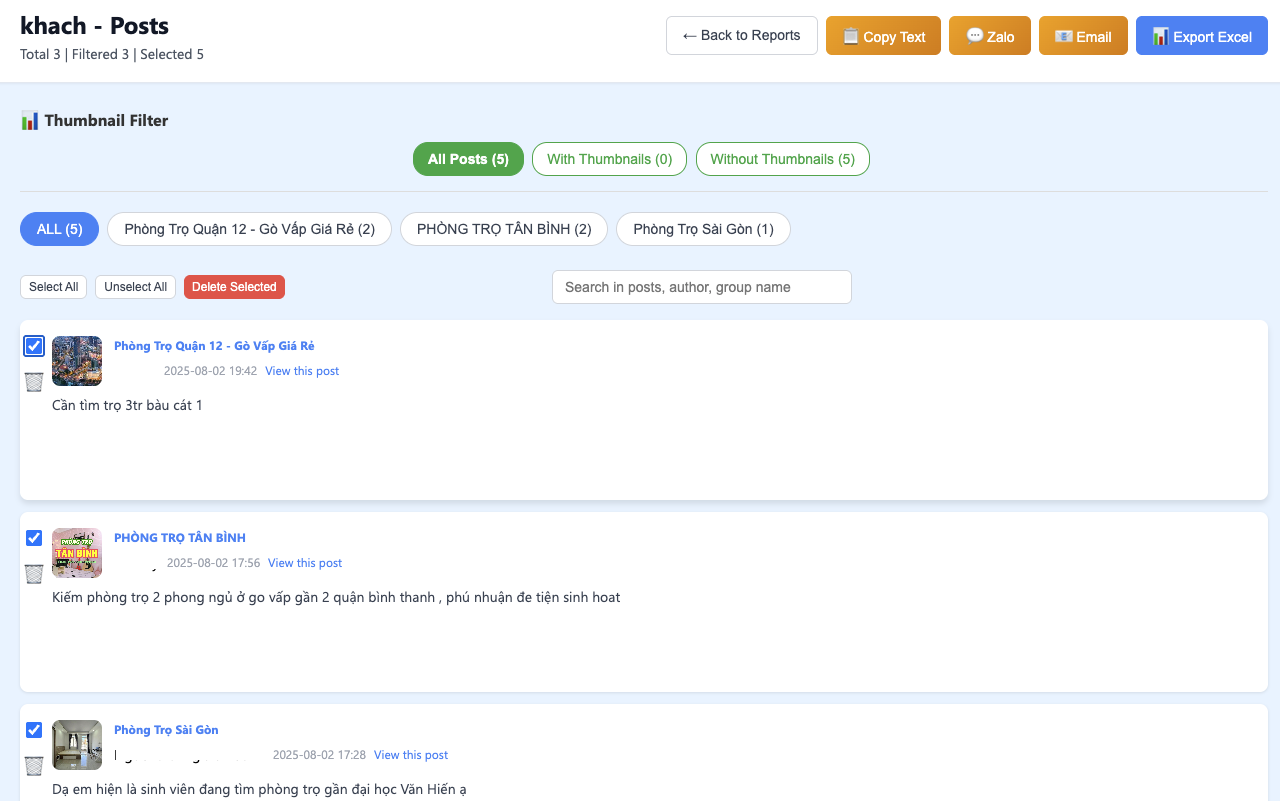 khach - Posts
Total 3 | Filtered 3 | Selected 5
← Back to Reports
Copy Text
Zalo
Email
Export Excel
Thumbnail Filter
All Posts (5)
With Thumbnails (0)
Without Thumbnails (5)
ALL (5)
Phòng Trọ Quận 12 - Gò Vấp Giá Rẻ (2)
PHÒNG TRỌ TÂN BÌNH (2)
Phòng Trọ Sài Gòn (1)
Select All
Unselect All
Delete Selected
Search in posts, author, group name
Phòng Trọ Quận 12 - Gò Vấp Giá Rẻ
2025-08-02 19:42 View this post
Cần tìm trọ 3tr bàu cát 1
PHÒNG TRỌ TÂN BÌNH
PHÒNG TRỌ
TÂN BÌNH
2025-08-02 17:56 View this post
Kiếm phòng trọ 2 phong ngủ ở go vấp gần 2 quận bình thanh , phú nhuận đe tiện sinh hoat
Phòng Trọ Sài Gòn
2025-08-02 17:28 View this post
Dạ em hiện là sinh viên đang tìm phòng trọ gần đại học Văn Hiến ạ